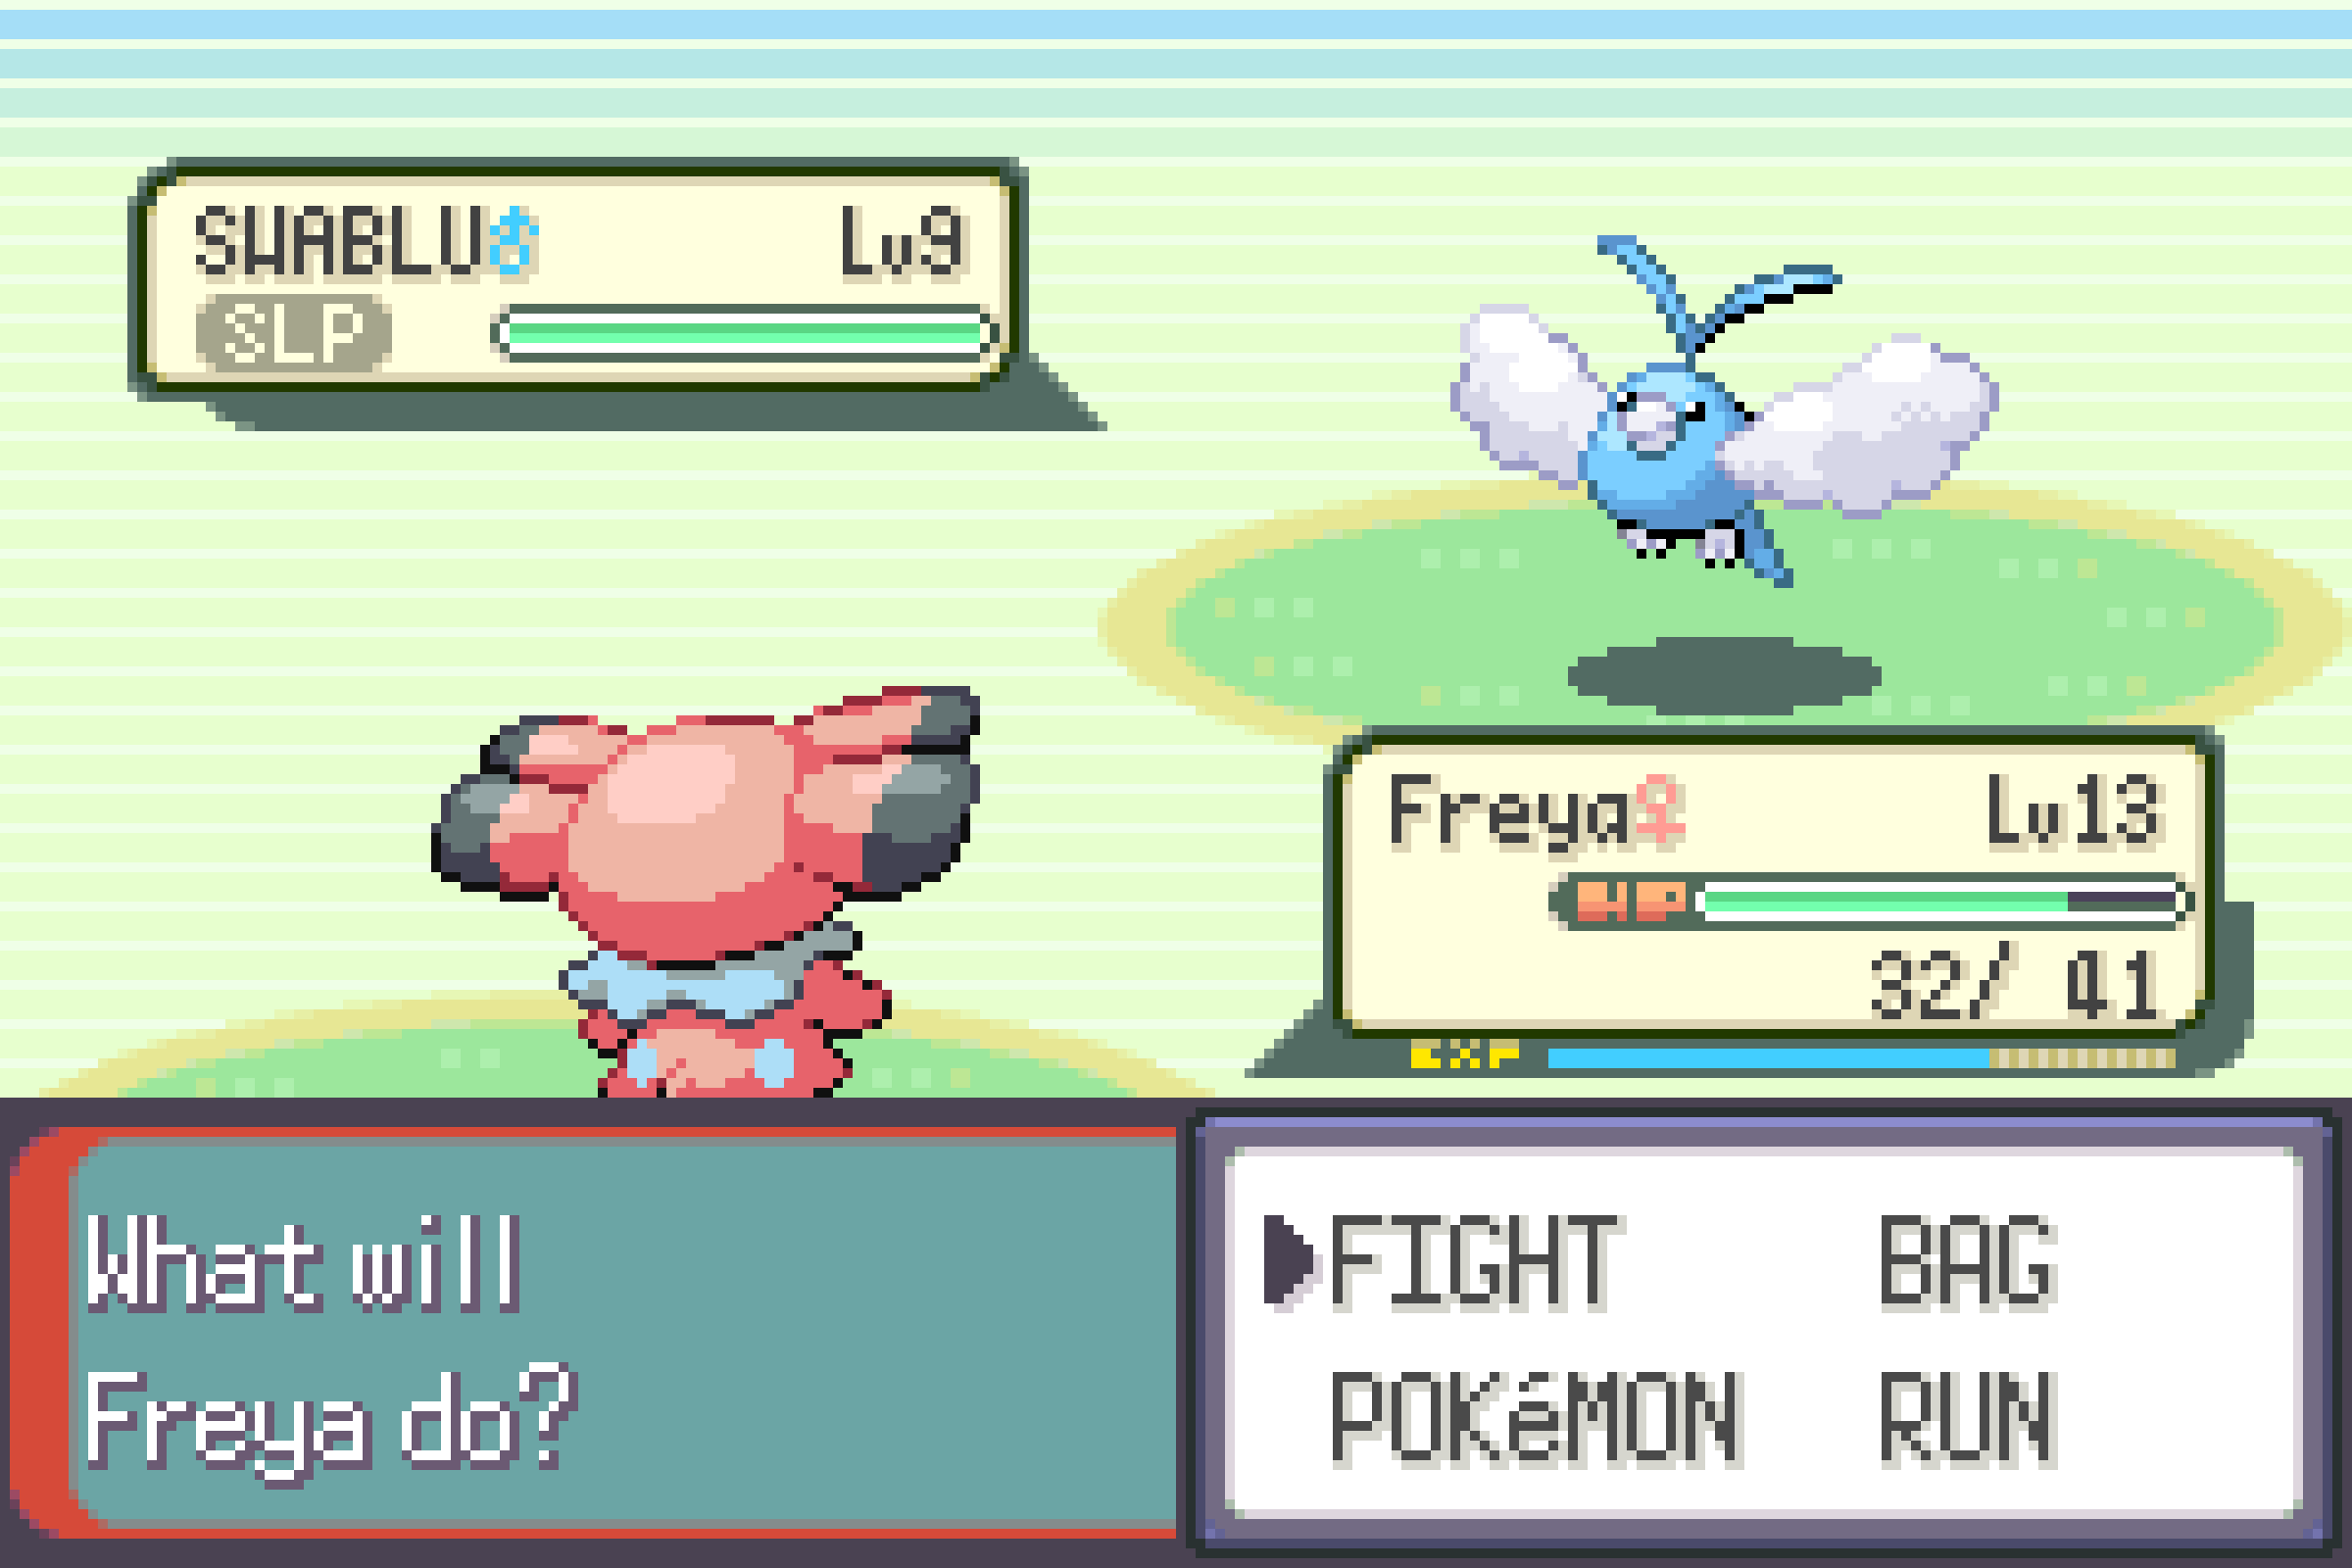 SWABLU♂ Lv9
SLP
Freya♀ Lv13
HP
32/ 41
EXP
What will
Freya do?
FIGHT BAG
POKéMON RUN